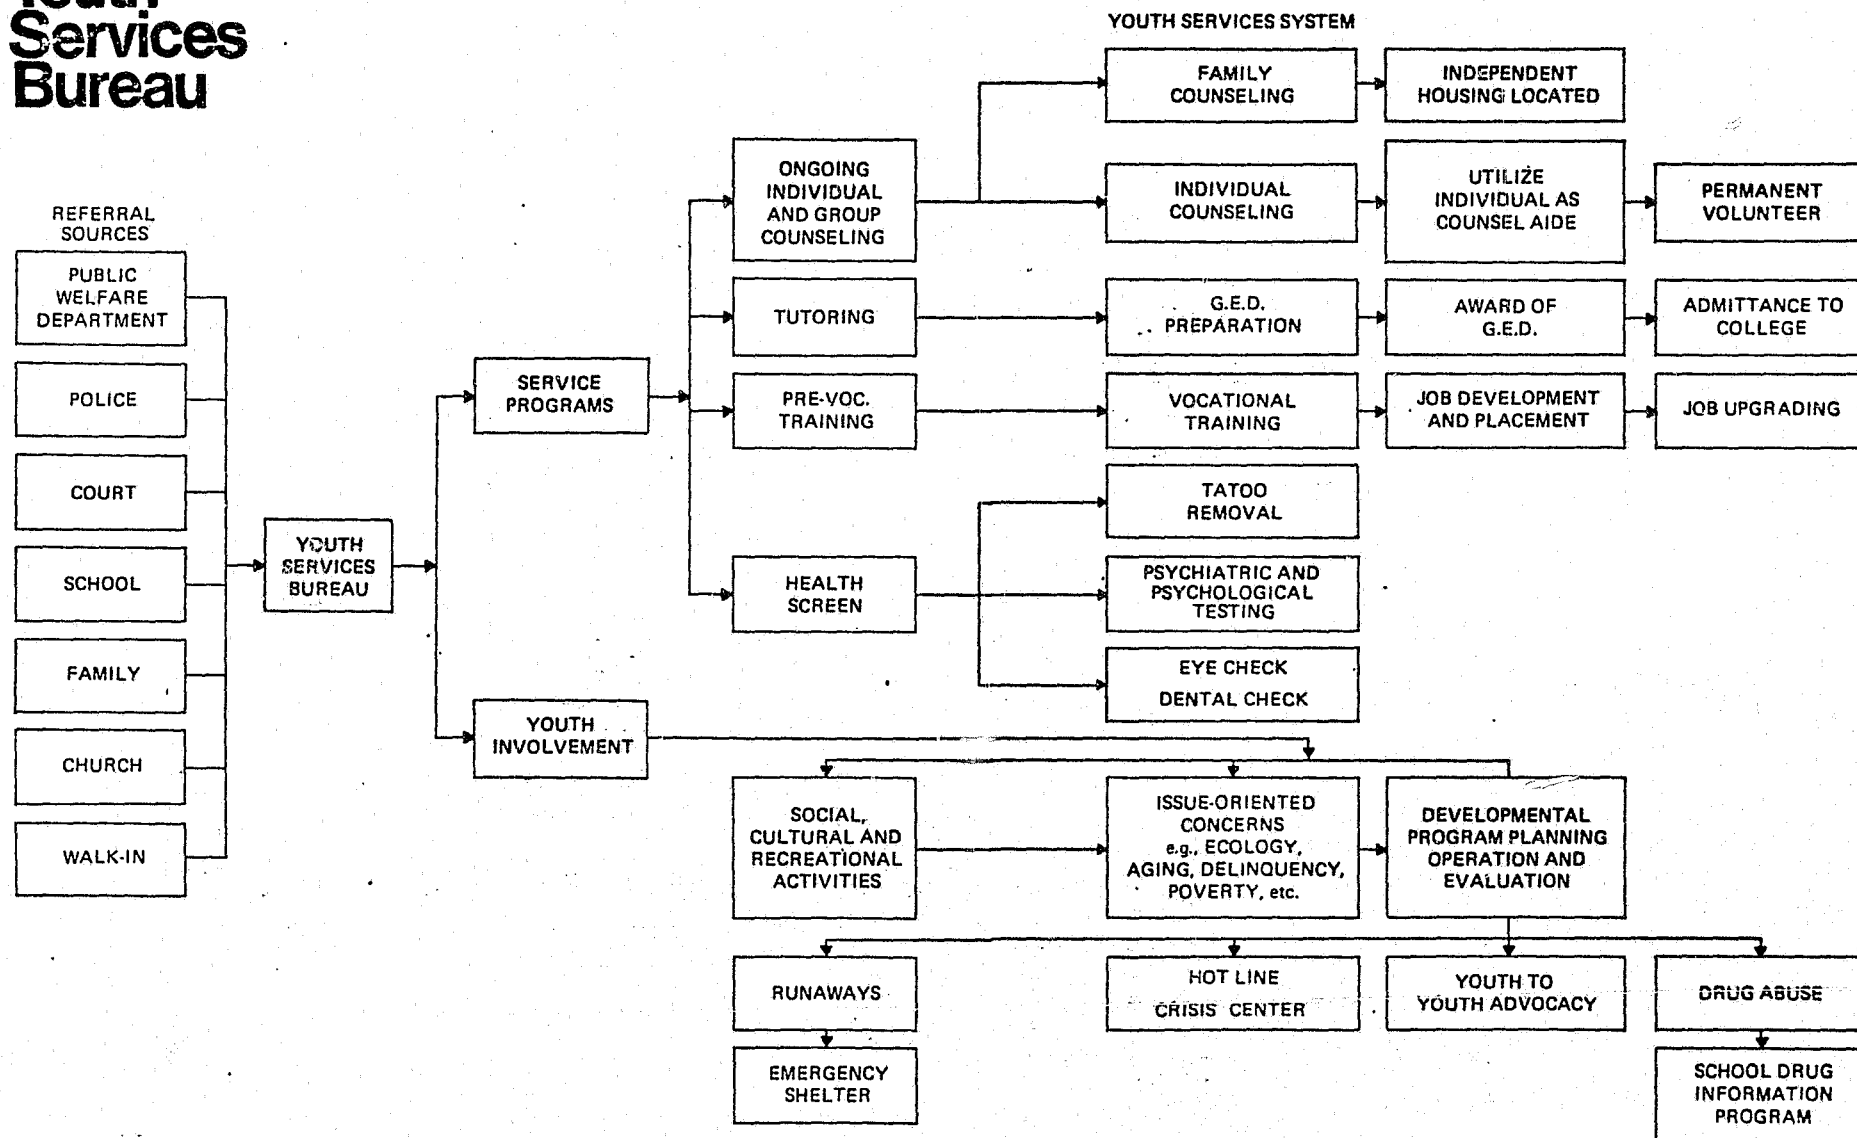 Youth
Services
Bureau
YOUTH SERVICES SYSTEM
FAMILY
COUNSELING
INDEPENDENT
HOUSING LOCATED
ONGOING
INDIVIDUAL
AND GROUP
COUNSELING
INDIVIDUAL
COUNSELING
UTILIZE
INDIVIDUAL AS
COUNSEL AIDE
PERMANENT
VOLUNTEER
REFERRAL
SOURCES
PUBLIC
WELFARE
DEPARTMENT
TUTORING
G.E.D.
PREPARATION
AWARD OF
G.E.D.
ADMITTANCE TO
COLLEGE
POLICE
SERVICE
PROGRAMS
PRE-VOC.
TRAINING
VOCATIONAL
TRAINING
JOB DEVELOPMENT
AND PLACEMENT
JOB UPGRADING
COURT
TATOO
REMOVAL
YOUTH
SERVICES
BUREAU
SCHOOL
HEALTH
SCREEN
PSYCHIATRIC AND
PSYCHOLOGICAL
TESTING
FAMILY
EYE CHECK
DENTAL CHECK
YOUTH
INVOLVEMENT
CHURCH
SOCIAL,
CULTURAL AND
RECREATIONAL
ACTIVITIES
ISSUE-ORIENTED
CONCERNS
e.g., ECOLOGY,
AGING, DELINQUENCY,
POVERTY, etc.
DEVELOPMENTAL
PROGRAM PLANNING
OPERATION AND
EVALUATION
WALK-IN
RUNAWAYS
HOT LINE
CRISIS CENTER
YOUTH TO
YOUTH ADVOCACY
DRUG ABUSE
EMERGENCY
SHELTER
SCHOOL DRUG
INFORMATION
PROGRAM